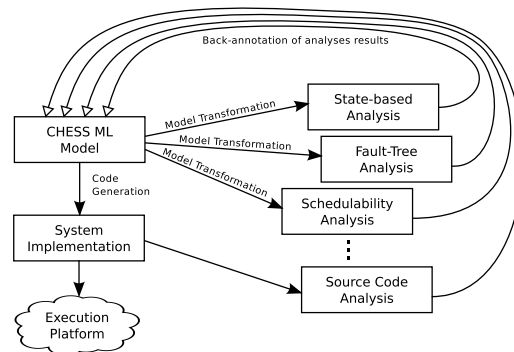 Back-annotation of analyses results
State-based
Analysis
Model Transformation
CHESS ML
Model
Model Transformation
Fault-Tree
Analysis
Model Transformation
Code
Generation
Schedulability
Analysis
System
Implementation
Source Code
Analysis
Execution
Platform